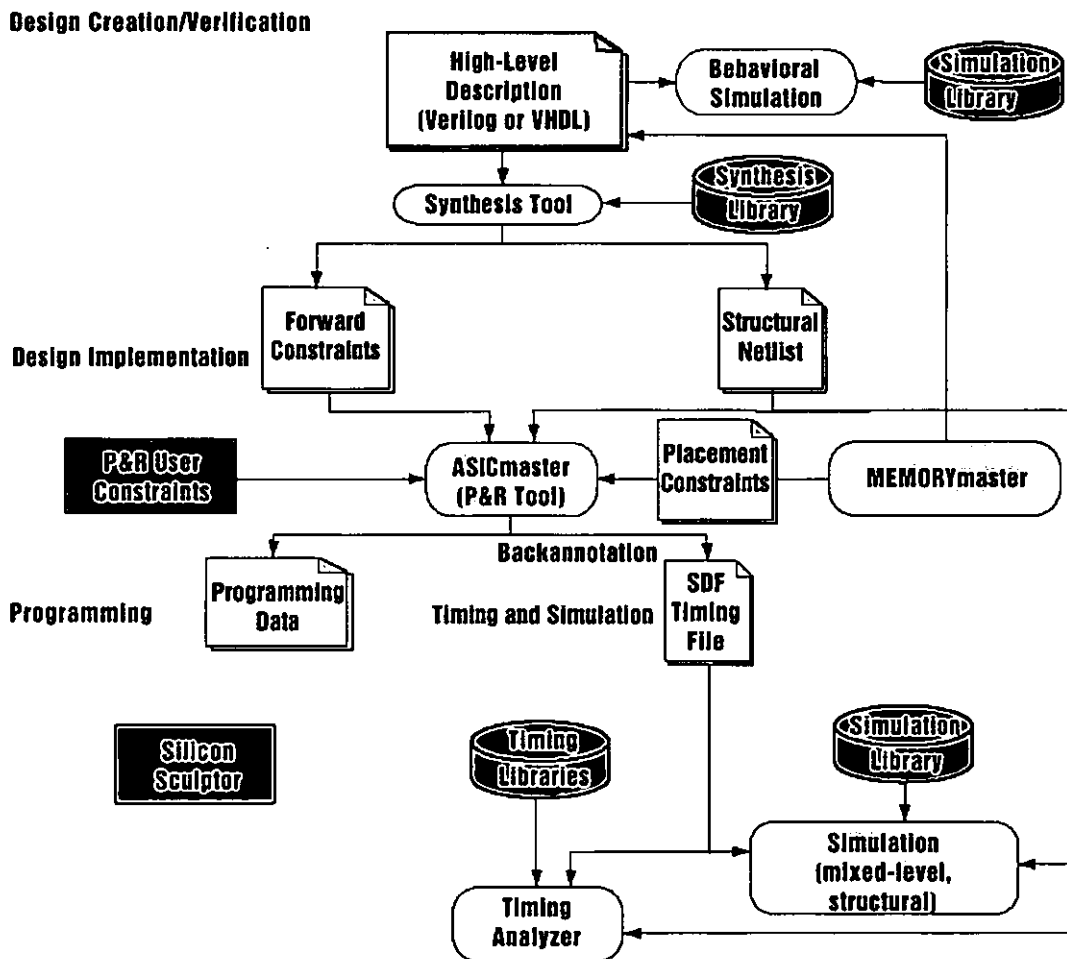 Design Creation/Verification
High-Level
Description
(Verilog or VHDL)
Behavioral
Simulation
Simulation
Library
Synthesis Tool
Synthesis
Library
Forward
Constraints
Structural
Netlist
Design Implementation
P&R User
Constraints
ASICmaster
(P&R Tool)
Placement
Constraints
MEMORYmaster
Backannotation
Programming
Programming
Data
Timing and Simulation
SDF
Timing
File
Silicon
Sculptor
Timing
Libraries
Simulation
Library
Simulation
(mixed-level,
structural)
Timing
Analyzer